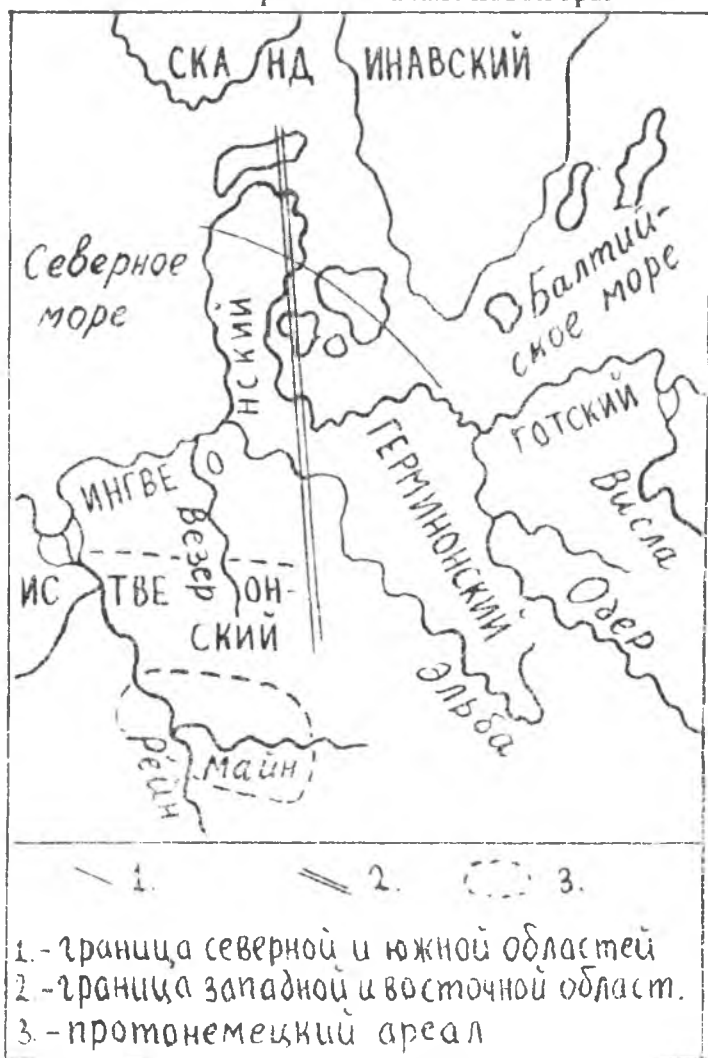 СКА НД ИНАВСКИЙ
Северное
море
Балтий-
ское море
НСКИЙ
ГОТСКИЙ
ГЕРМИНОНСКИЙ
ИНГВЕ О
Везер
Висла
ИС ТВЕ ОН-
СКИЙ
Одер
Эльба
Рейн
Майн
1. 2. 3.
1.-граница северной и южной областей
2-граница западной и восточной област.
3.-протонемецкий ареал